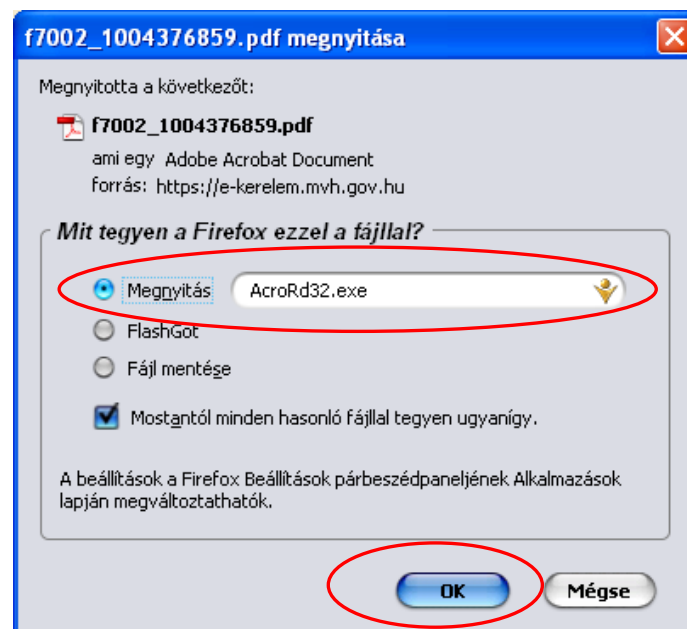 f7002_1004376859.pdf megnyitása
Megnyitotta a következőt:
f7002_1004376859.pdf
ami egy Adobe Acrobat Document
forrás: https://e-kerelem.mvh.gov.hu
Mit tegyen a Firefox ezzel a fájllal?
Megnyitás AcroRd32.exe
FlashGot
Fájl mentése
Mostantól minden hasonló fájllal tegyen ugyanígy.
A beállítások a Firefox Beállítások párbeszédpaneljének Alkalmazások
lapján megváltoztathatók.
OK Mégse